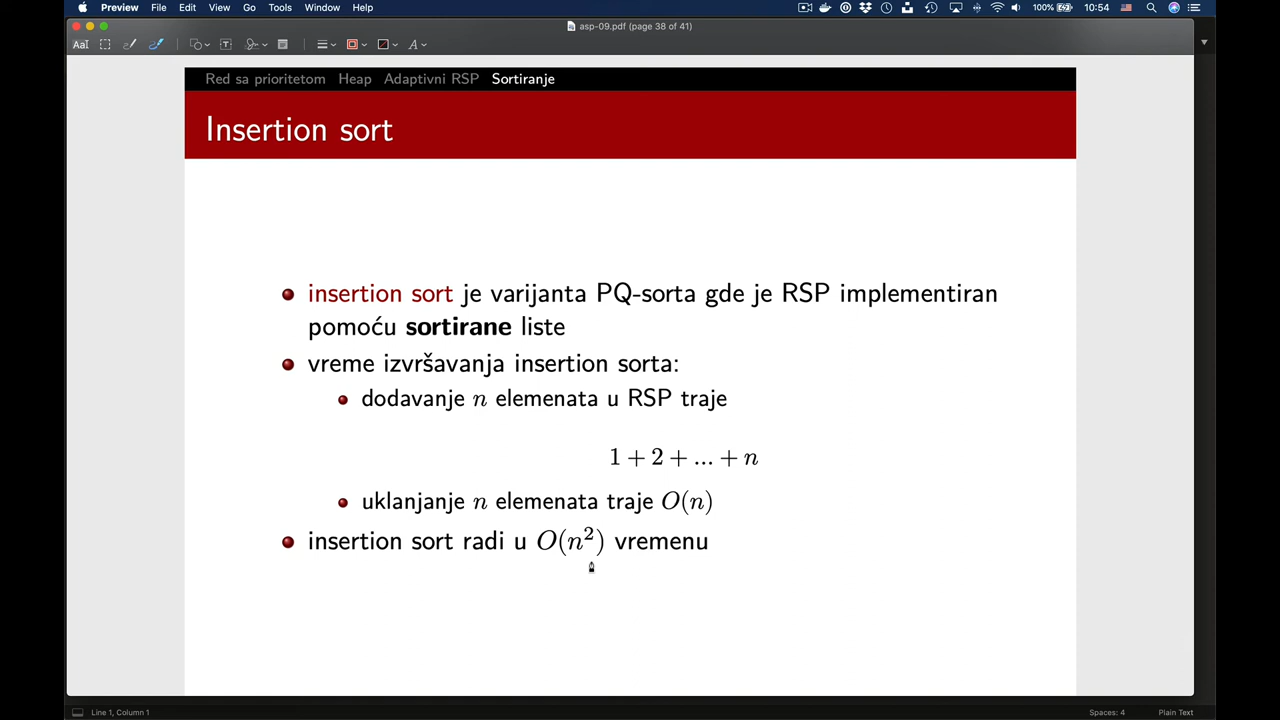 Preview File Edit View Go Tools Window Help 100% 10:54
asp-09.pdf (page 38 of 41)
AaI
Red sa prioritetom Heap Adaptivni RSP Sortiranje
Insertion sort
insertion sort je varijanta PQ-sorta gde je RSP implementiran
pomoću sortirane liste
vreme izvršavanja insertion sorta:
dodavanje n elemenata u RSP traje
1 + 2 + ... + n
uklanjanje n elemenata traje O(n)
insertion sort radi u O(n²) vremenu
Line 1, Column 1 Spaces: 4 Plain Text